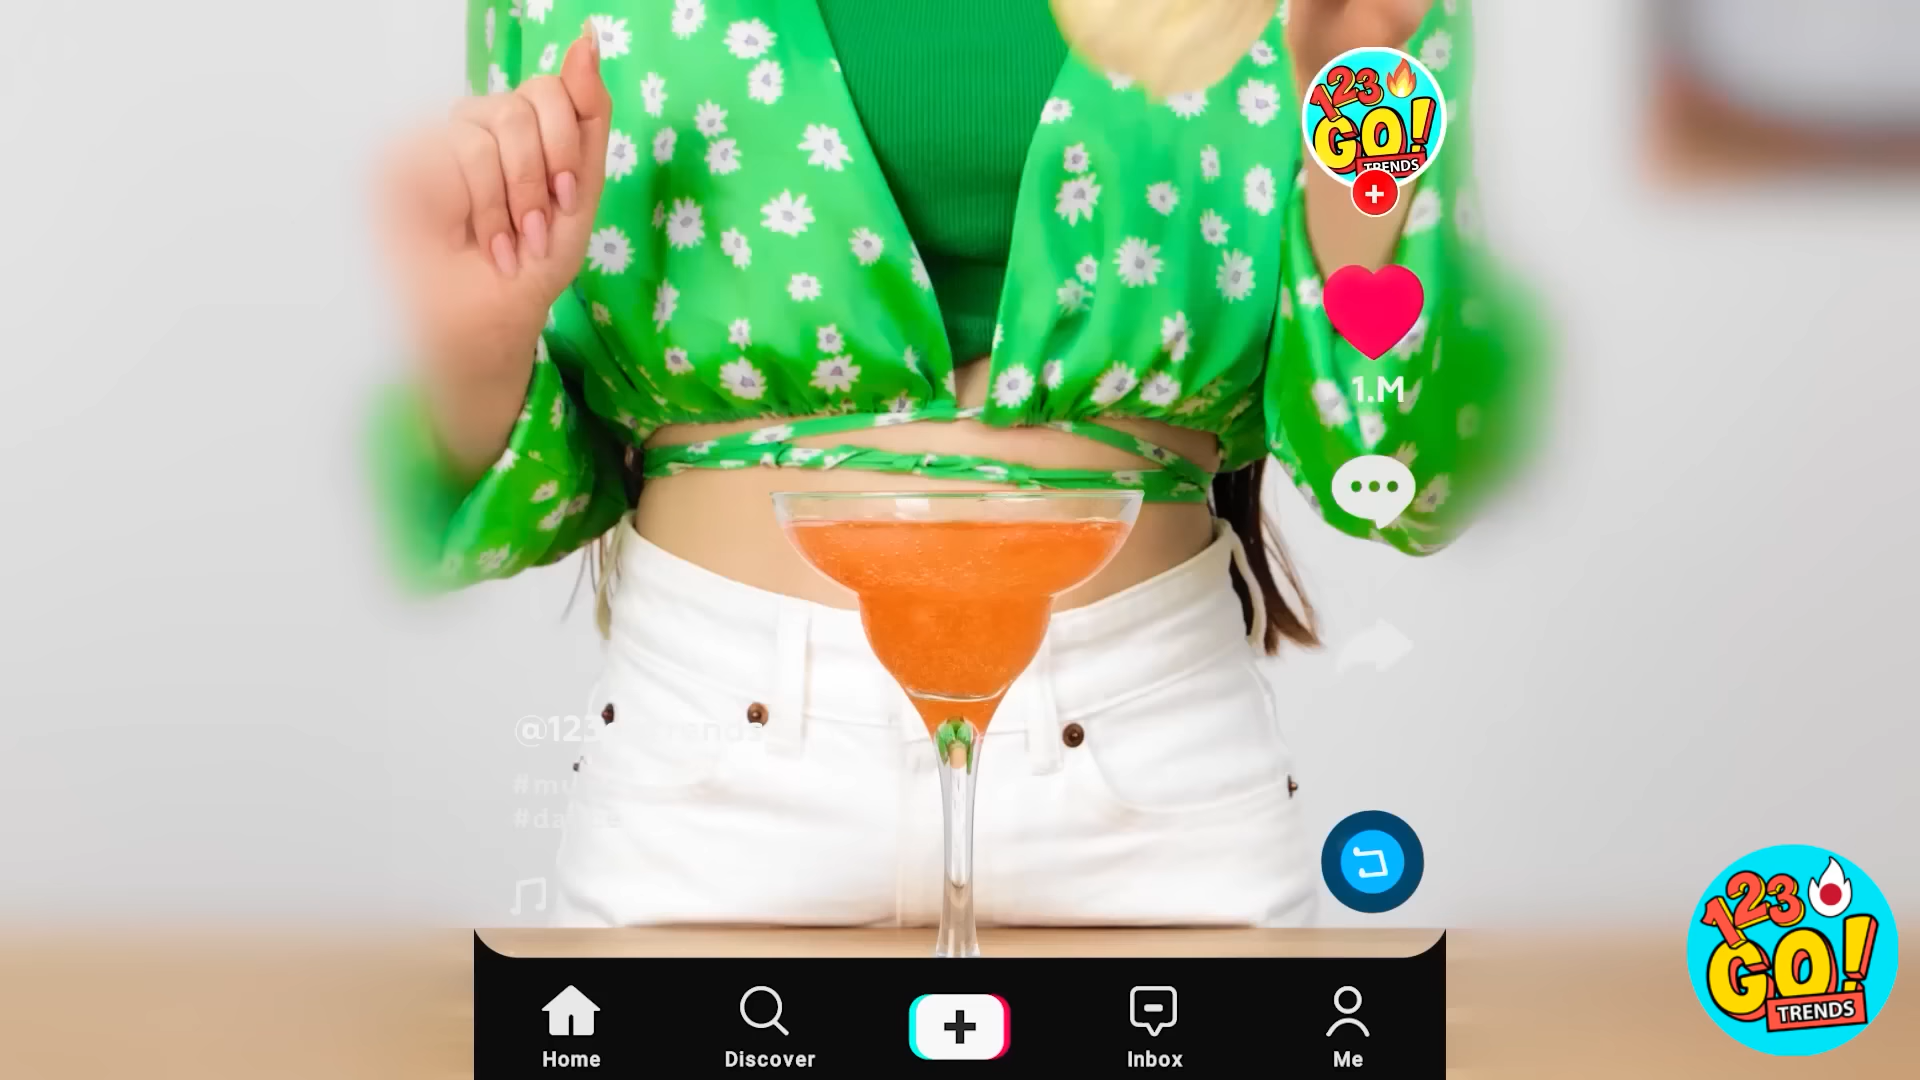 123
GO!
TRENDS
1.M
Home
Discover
Inbox
Me
123
GO!
TRENDS